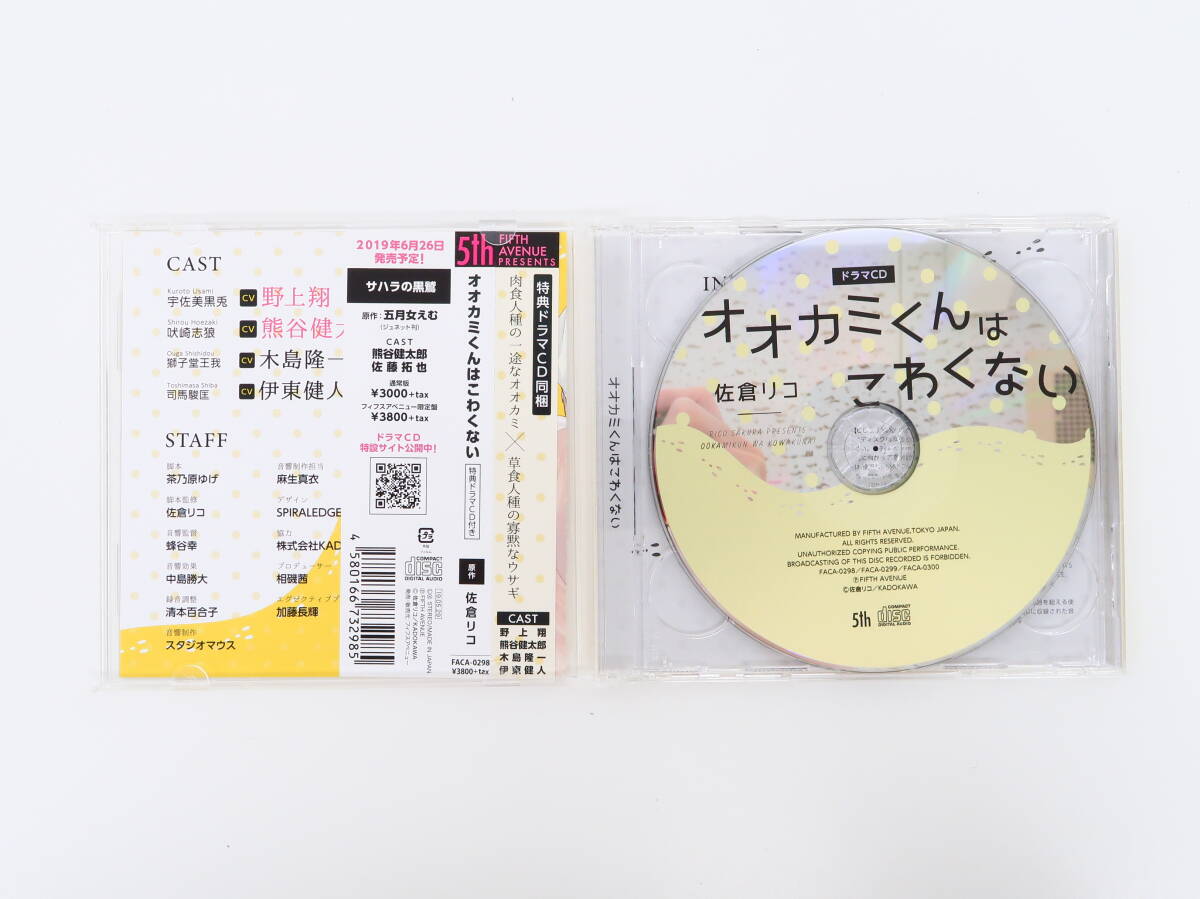 CAST
Kuroto Usami
宇佐美黒兎
CV 野上翔
Shirou Hoezaki
吠崎志狼
CV 熊谷健太
Ouga Shishidou
獅子堂王我
CV 木島隆一
Toshimasa Shiba
司馬駿匡
CV 伊東健人
STAFF
脚本
茶乃原ゆげ
脚本監修
佐倉リコ
音響監督
蜂谷幸
音響効果
中島勝大
録音調整
清本百合子
音響制作
スタジオマウス
音響制作担当
麻生真衣
デザイン
SPIRALEDGE
協力
株式会社KAD
プロデューサー
相磯茜
エグゼクティブプ
加藤長輝
2019年6月26日
発売予定!
サハラの黒鷲
原作:五月女えむ
(ジュネット刊)
CAST
熊谷健太郎
佐藤拓也
通常版
¥3000+tax
フィフスアベニュー限定盤
¥3800+tax
ドラマCD
特設サイト公開中!
プラ
4 580166 732985
5th FIFTH
AVENUE
PRESENTS
オオカミくんはこわくない
特典ドラマCD付き
原作 佐倉リコ
COMPACT
disc
DIGITAL AUDIO
FACA-0298
¥3800+tax
特典ドラマCD同梱
肉食人種の一途なオオカミ×草食人種の寡黙なウサギ
CAST
野上翔
熊谷健太郎
木島隆一
伊東健人
オオカミくんはこわくない
IN
ドラマCD
オオカミくんは
こわくない
佐倉リコ
RICO SAKURA PRESENTS
OOKAMIKUN WA KOWAKUNAI
MANUFACTURED BY FIFTH AVENUE,TOKYO JAPAN.
ALL RIGHTS RESERVED.
UNAUTHORIZED COPYING PUBLIC PERFORMANCE.
BROADCASTING OF THIS DISC RECORDED IS FORBIDDEN.
FACA-0298/FACA-0299/FACA-0300
Ⓟ FIFTH AVENUE
©佐倉リコ/KADOKAWA
5th
COMPACT
disc
DIGITAL AUDIO